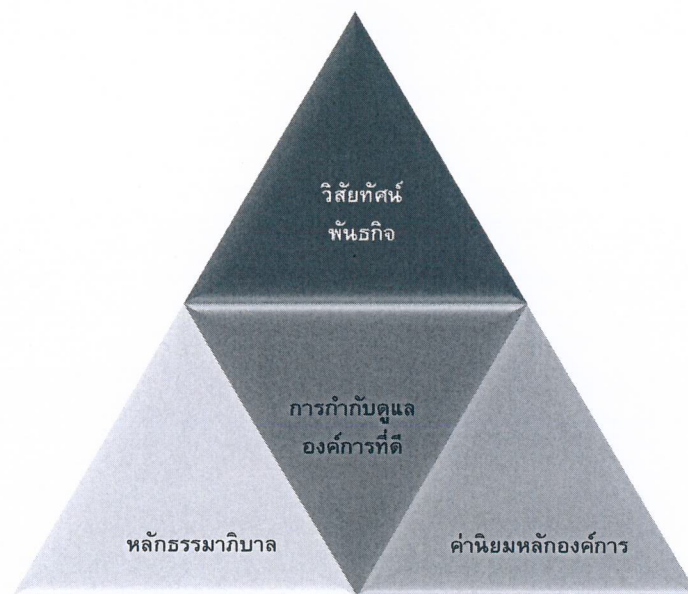 วิสัยทัศน์
พันธกิจ
การกำกับดูแล
องค์การที่ดี
หลักธรรมาภิบาล
ค่านิยมหลักองค์การ